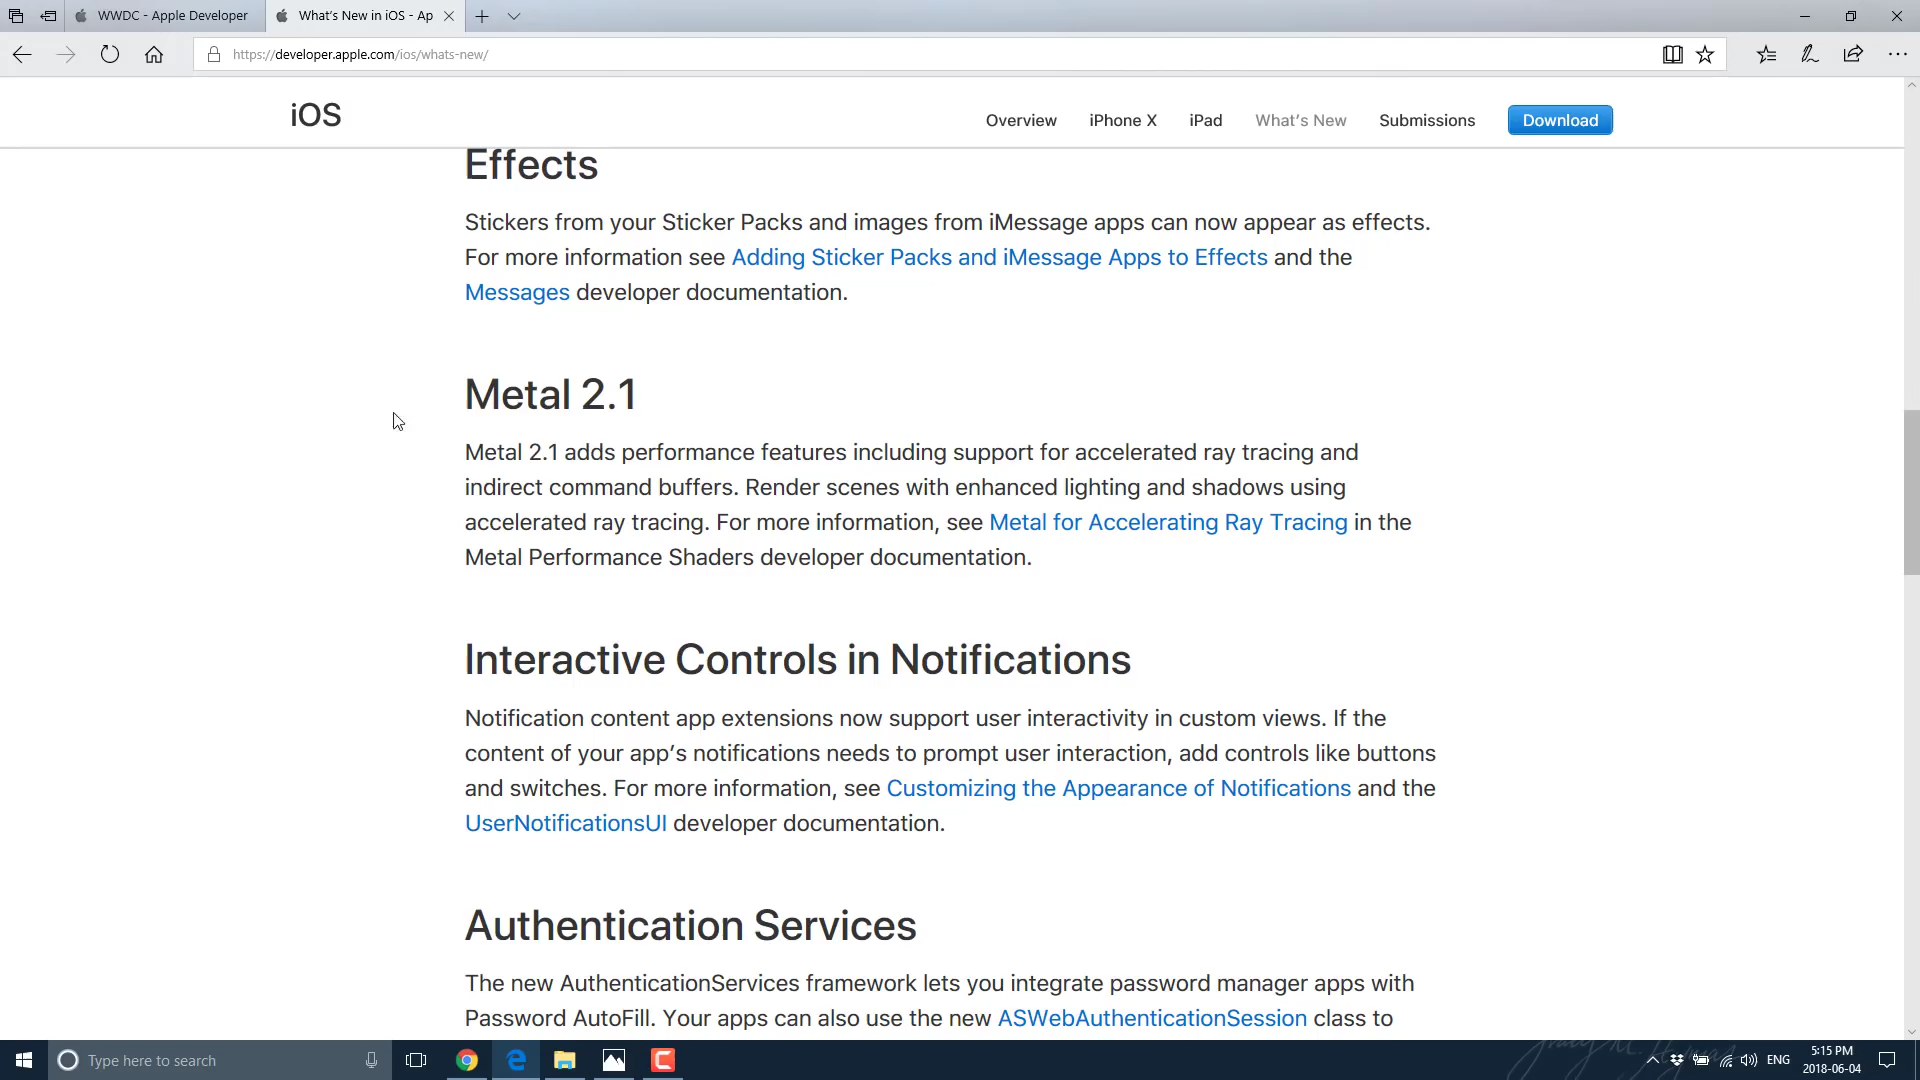 WWDC - Apple Developer
What's New in iOS - Ap
https://developer.apple.com/ios/whats-new/
iOS
Overview
iPhone X
iPad
What's New
Submissions
Download
Effects
Stickers from your Sticker Packs and images from iMessage apps can now appear as effects.
For more information see Adding Sticker Packs and iMessage Apps to Effects and the
Messages developer documentation.
Metal 2.1
Metal 2.1 adds performance features including support for accelerated ray tracing and
indirect command buffers. Render scenes with enhanced lighting and shadows using
accelerated ray tracing. For more information, see Metal for Accelerating Ray Tracing in the
Metal Performance Shaders developer documentation.
Interactive Controls in Notifications
Notification content app extensions now support user interactivity in custom views. If the
content of your app's notifications needs to prompt user interaction, add controls like buttons
and switches. For more information, see Customizing the Appearance of Notifications and the
UserNotificationsUI developer documentation.
Authentication Services
The new AuthenticationServices framework lets you integrate password manager apps with
Password AutoFill. Your apps can also use the new ASWebAuthenticationSession class to
Type here to search
ENG
5:15 PM
2018-06-04